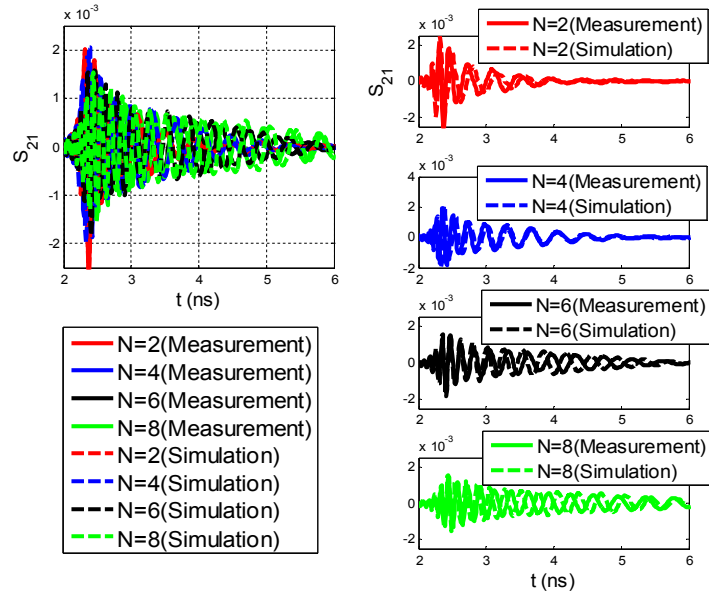 x 10⁻³
2
1
0
-1
-2
2 3 4 5 6
S₂₁
t (ns)
N=2(Measurement)
N=4(Measurement)
N=6(Measurement)
N=8(Measurement)
N=2(Simulation)
N=4(Simulation)
N=6(Simulation)
N=8(Simulation)
x 10⁻³
N=2(Measurement)
N=2(Simulation)
2
0
-2
S₂₁
2 3 4 5 6
x 10⁻³
N=4(Measurement)
N=4(Simulation)
4
2
0
-2
2 3 4 5 6
x 10⁻³
N=6(Measurement)
N=6(Simulation)
2
0
-2
2 3 4 5 6
x 10⁻³
N=8(Measurement)
N=8(Simulation)
2
0
-2
2 3 4 5 6
t (ns)